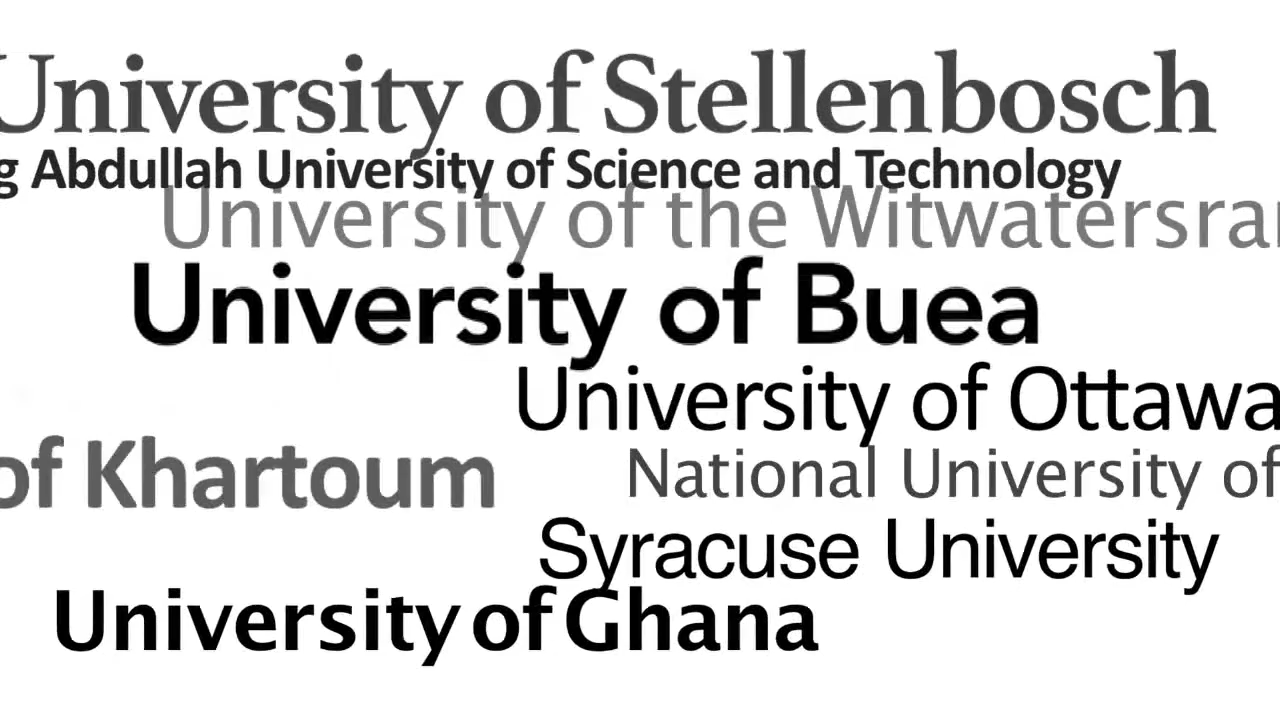 University of Stellenbosch
g Abdullah University of Science and Technology
University of the Witwatersra
University of Buea
University of Ottawa
of Khartoum
National University of
Syracuse University
University of Ghana